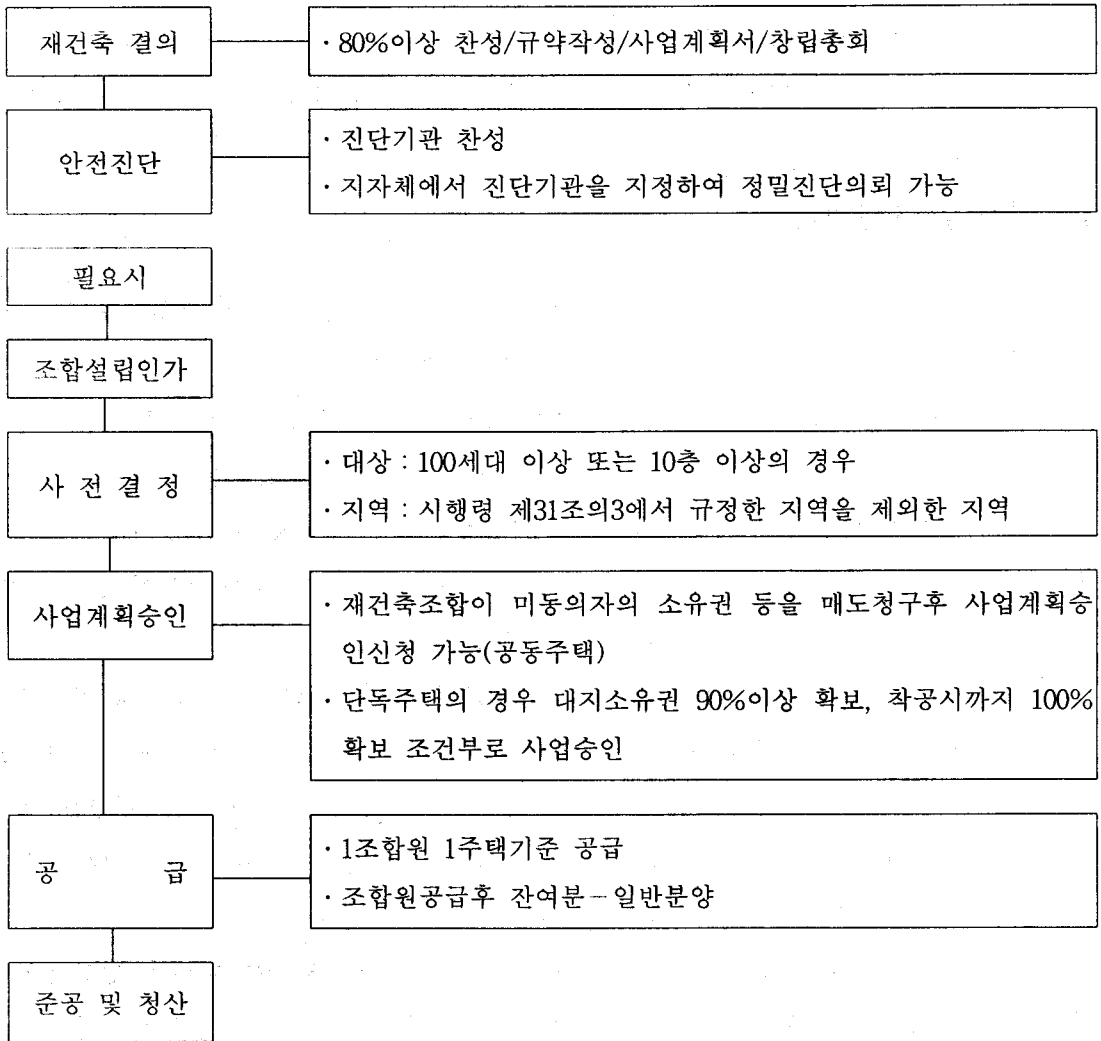 재건축 결의
· 80%이상 찬성/규약작성/사업계획서/창립총회
안전진단
· 진단기관 찬성
· 지자체에서 진단기관을 지정하여 정밀진단의뢰 가능
필요시
조합설립인가
사 전 결 정
· 대상 : 100세대 이상 또는 10층 이상의 경우
· 지역 : 시행령 제31조의3에서 규정한 지역을 제외한 지역
사업계획승인
· 재건축조합이 미동의자의 소유권 등을 매도청구후 사업계획승
인신청 가능(공동주택)
· 단독주택의 경우 대지소유권 90%이상 확보, 착공시까지 100%
확보 조건부로 사업승인
공 급
· 1조합원 1주택기준 공급
· 조합원공급후 잔여분-일반분양
준공 및 청산